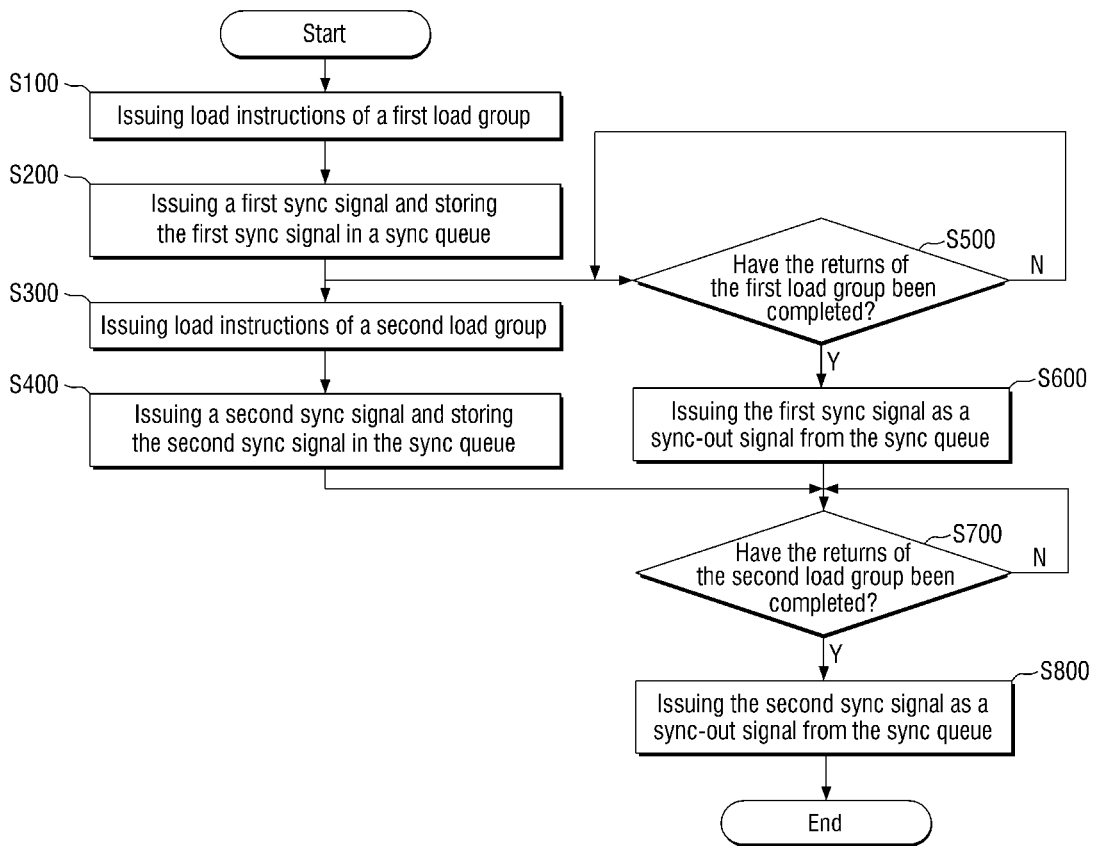 Start
S100
Issuing load instructions of a first load group
S200
Issuing a first sync signal and storing
the first sync signal in a sync queue
S300
Issuing load instructions of a second load group
S400
Issuing a second sync signal and storing
the second sync signal in the sync queue
S500
Have the returns of
the first load group been
completed?
N
Y
S600
Issuing the first sync signal as a
sync-out signal from the sync queue
S700
Have the returns of
the second load group been
completed?
N
Y
S800
Issuing the second sync signal as a
sync-out signal from the sync queue
End